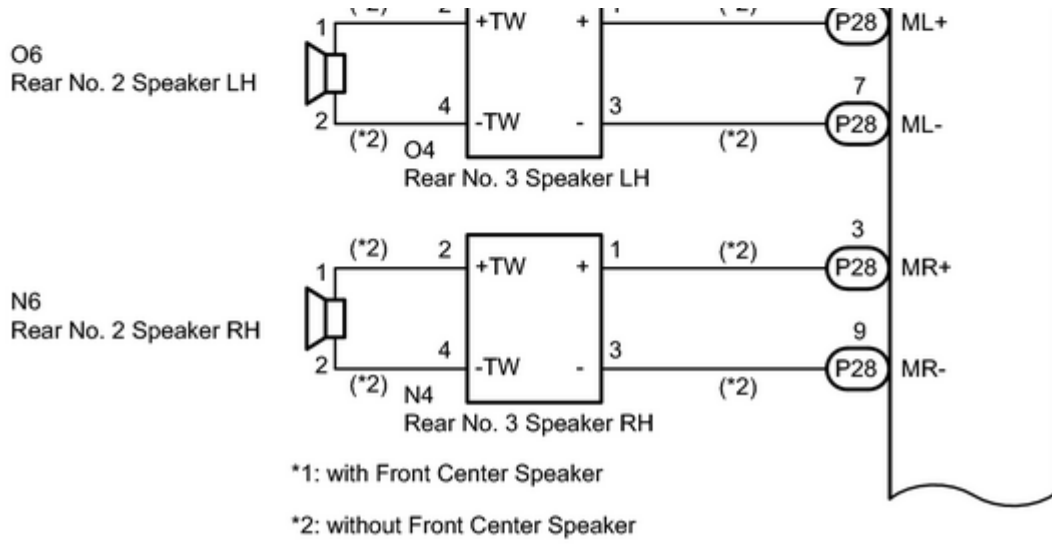 1
+TW
+
P28
ML+
O6
Rear No. 2 Speaker LH
7
4
3
2
-TW
-
P28
ML-
(*2)
O4
(*2)
Rear No. 3 Speaker LH
3
(*2)
2
1
(*2)
1
+TW
+
P28
MR+
N6
Rear No. 2 Speaker RH
9
4
3
2
-TW
-
P28
MR-
(*2)
N4
(*2)
Rear No. 3 Speaker RH
*1: with Front Center Speaker
*2: without Front Center Speaker